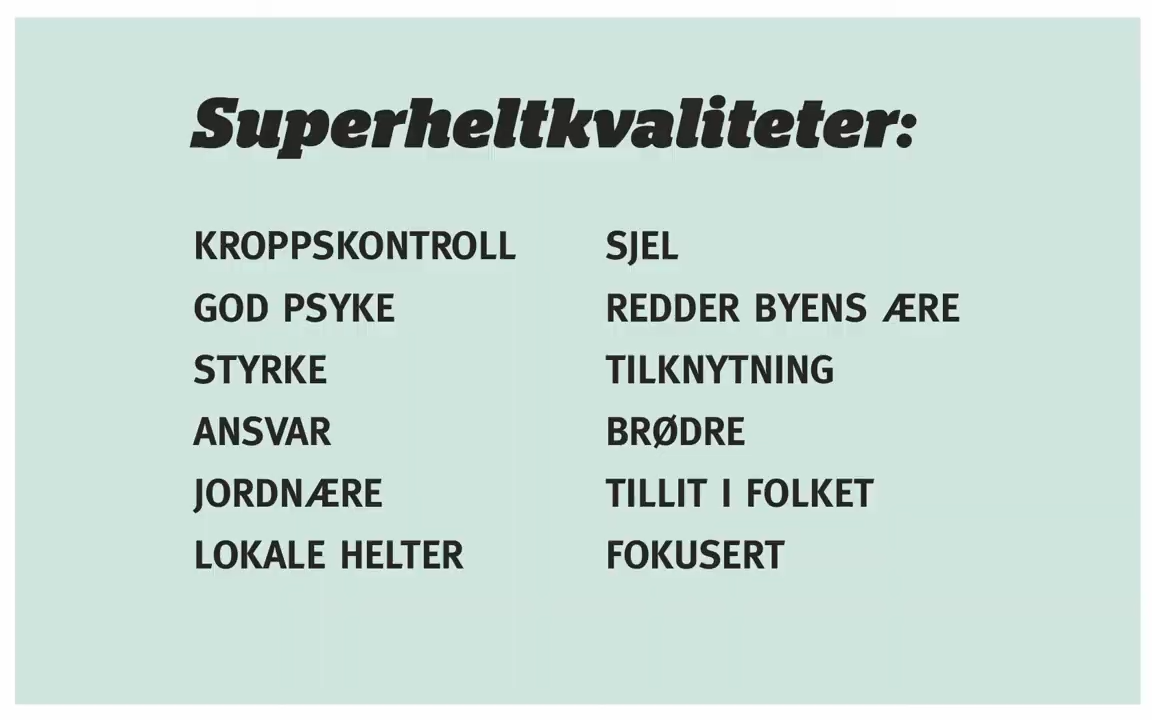 Superheltkvaliteter:
KROPPSKONTROLL
GOD PSYKE
STYRKE
ANSVAR
JORDNÆRE
LOKALE HELTER
SJEL
REDDER BYENS ÆRE
TILKNYTNING
BRØDRE
TILLIT I FOLKET
FOKUSERT